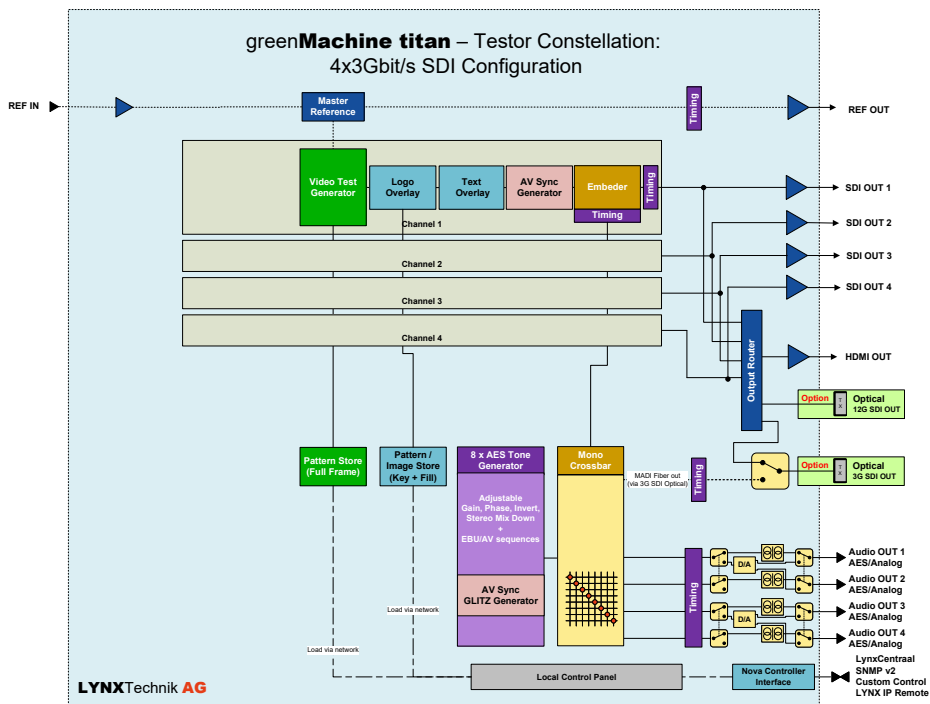 greenMachine titan – Testor Constellation:
4x3Gbit/s SDI Configuration
REF IN
Master
Reference
Timing
REF OUT
Video Test
Generator
Logo
Overlay
Text
Overlay
AV Sync
Generator
Embeder
Timing
Timing
Channel 1
SDI OUT 1
SDI OUT 2
Channel 2
SDI OUT 3
Channel 3
SDI OUT 4
Channel 4
Output Router
HDMI OUT
Option
T
X
Optical
12G SDI OUT
Pattern Store
(Full Frame)
Pattern /
Image Store
(Key + Fill)
8 x AES Tone
Generator
Mono
Crossbar
MADI Fiber out
(via 3G SDI Optical)
Timing
Option
T
X
Optical
3G SDI OUT
Adjustable
Gain, Phase, Invert,
Stereo Mix Down
+
EBU/AV sequences
AV Sync
GLITZ Generator
Timing
D/A
D/A
Audio OUT 1
AES/Analog
Audio OUT 2
AES/Analog
Audio OUT 3
AES/Analog
Audio OUT 4
AES/Analog
Load via network
Load via network
Local Control Panel
Nova Controller
Interface
LynxCentraal
SNMP v2
Custom Control
LYNX IP Remote
LYNXTechnik AG